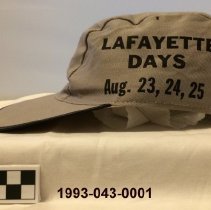 LAFAYETTE
DAYS
Aug. 23, 24, 25
1993-043-0001